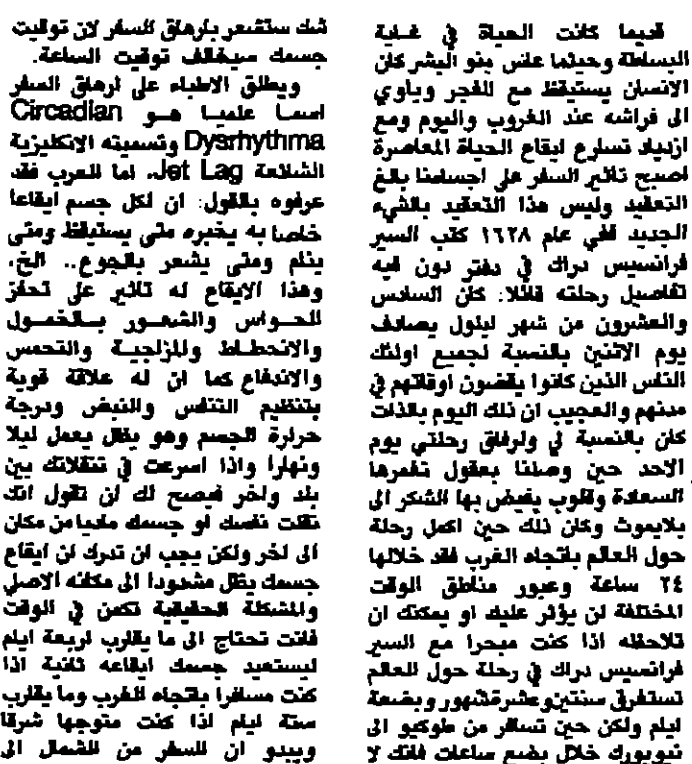 قديما كانت الحياة في غاية
البساطة وحيثما عاش بنو البشر كان
الانسان يستيقظ مع الفجر وياوي
الى فراشه عند الغروب واليوم ومع
ازدياد تسارع ايقاع الحياة المعاصرة
اصبح تاثير السفر على اجسامنا بالغ
التعقيد وليس هذا التعقيد بالشيء
الجديد ففي عام ١٦٢٨ كتب السير
فرانسيس دراك في دفتر دون فيه
تفاصيل رحلته قائلا: كان السادس
والعشرون من شهر ايلول يصادف
يوم الاثنين بالنسبة لجميع اولئك
الناس الذين كانوا يقضون اوقاتهم في
مدنهم والعجيب ان ذلك اليوم بالذات
كان بالنسبة لي ولرفاق رحلتي يوم
الاحد حين وصلنا بعقول تغمرها
السعادة وقلوب يفيض بها الشكر الى
بلايموث وكان ذلك حين اكمل رحلة
حول العالم باتجاه الغرب فقد خلالها
٢٤ ساعة وعبور مناطق الوقت
المختلفة لن يؤثر عليك او يمكنك ان
تلاحظه اذا كنت مبحرا مع السير
فرانسيس دراك في رحلة حول العالم
تستغرق سنتين وعشرة شهور وبضعة
ايام ولكن حين تسافر من طوكيو الى
نيويورك خلال بضع ساعات فانك لا
شك ستشعر بارهاق السفر لان توقيت
جسمك سيخالف توقيت الساعة.
ويطلق الاطباء على ارهاق السفر
اسما علميا هو Circadian
Dysrhythma وتسميته الانكليزية
الشائعة Jet Lag، اما العرب فقد
عرفوه بالقول: ان لكل جسم ايقاعا
خاصا به يخبره متى يستيقظ ومتى
ينام ومتى يشعر بالجوع.. الخ.
وهذا الايقاع له تاثير على تحفز
الحواس والشعور بالخمول
والانحطاط والمزاجية والتحمس
والاندفاع كما ان له علاقة قوية
بتنظيم التنفس والنبض ودرجة
حرارة الجسم وهو يظل يعمل ليلا
ونهارا واذا اسرعت في تنقلاتك بين
بلد واخر فيصح لك ان تقول انك
نقلت نفسك او جسمك ماديا من مكان
الى اخر ولكن يجب ان تدرك ان ايقاع
جسمك يظل مشدودا الى مكانه الاصلي
والمشكلة الحقيقية تكمن في الوقت
فانت تحتاج الى ما يقارب اربعة ايام
ليستعيد جسمك ايقاعه ثانية اذا
كنت مسافرا باتجاه الغرب وما يقارب
ستة ايام اذا كنت متوجها شرقا
ويبدو ان السفر من الشمال الى